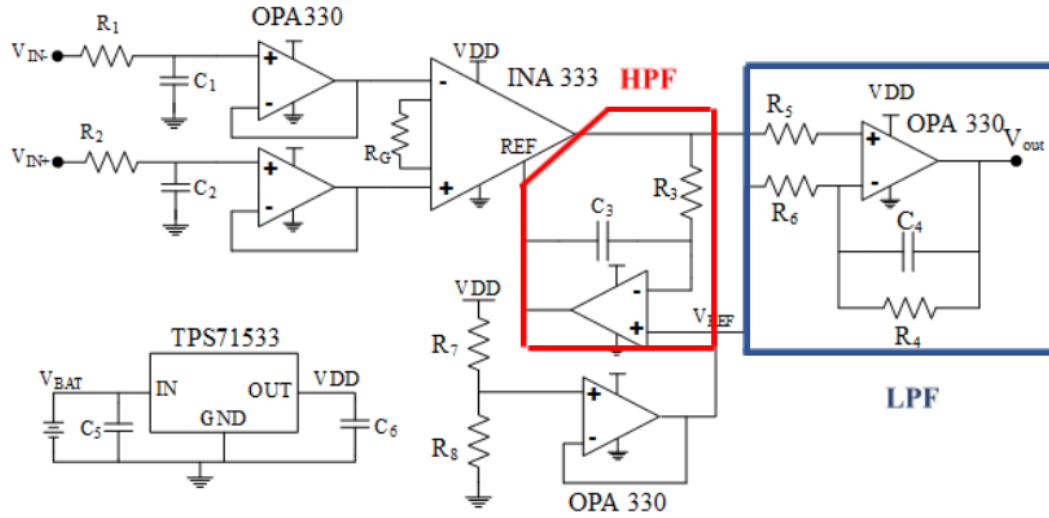 OPA330
R1
VIN-
C1
VDD
INA 333
HPF
R2
VIN+
C2
RG
REF
R3
C3
R5
VDD
OPA 330
Vout
R6
C4
R4
LPF
VDD
VREF
R7
R8
OPA 330
TPS71533
VBAT
IN
OUT
VDD
GND
C5
C6